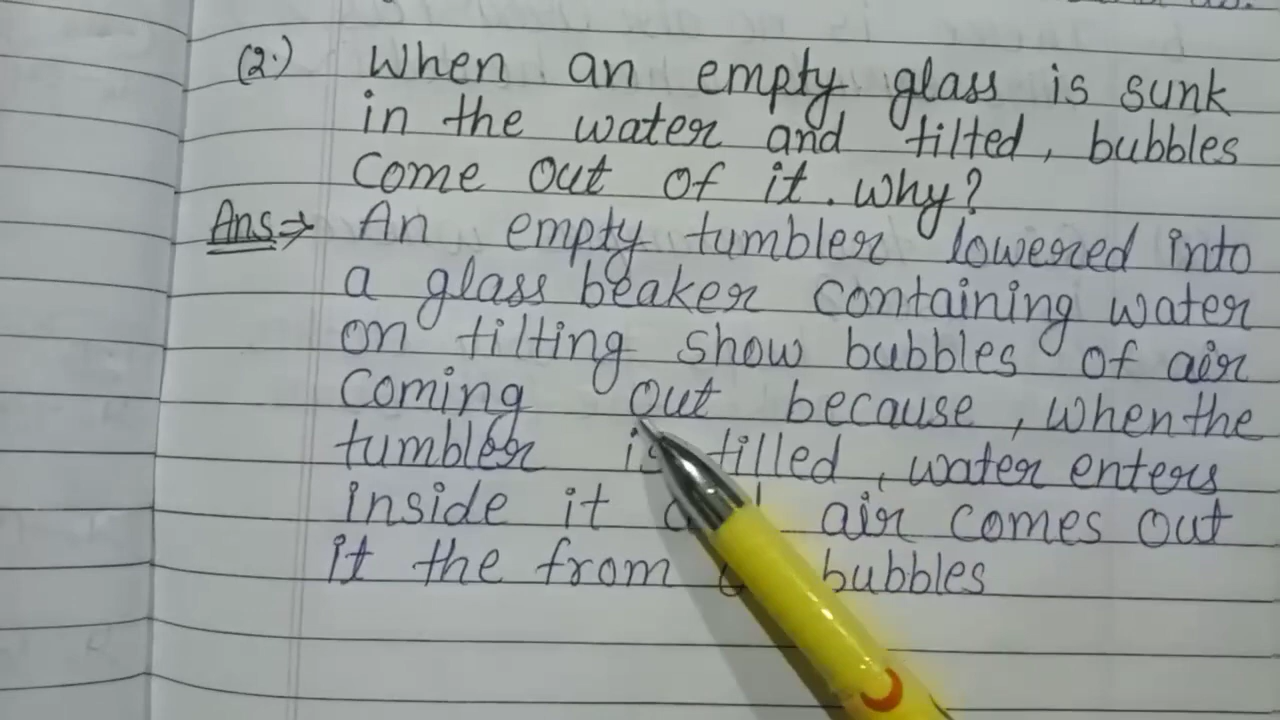 (2.) When an empty glass is sunk
in the water and tilted, bubbles
come out of it. Why?
Ans⇒ An empty tumbler lowered into
a glass beaker containing water
on tilting show bubbles of air
coming out because, when the
tumbler is tilled, water enters
inside it air comes out
it the from bubbles